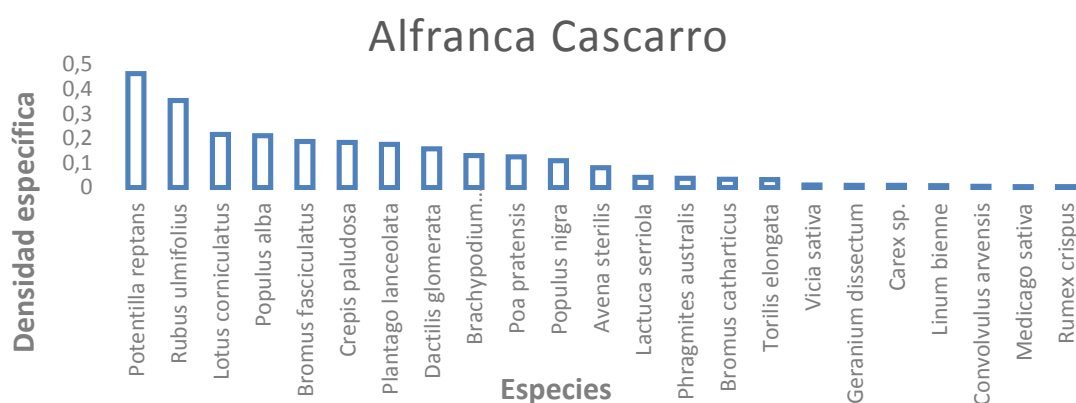 Alfranca Cascarro
Densidad específica
0,5
0,4
0,3
0,2
0,1
0
Potentilla reptans
Rubus ulmifolius
Lotus corniculatus
Populus alba
Bromus fasciculatus
Crepis paludosa
Plantago lanceolata
Dactilis glomerata
Brachypodium…
Poa pratensis
Populus nigra
Avena sterilis
Lactuca serriola
Phragmites australis
Bromus catharticus
Torilis elongata
Vicia sativa
Geranium dissectum
Carex sp.
Linum bienne
Convolvulus arvensis
Medicago sativa
Rumex crispus
Especies